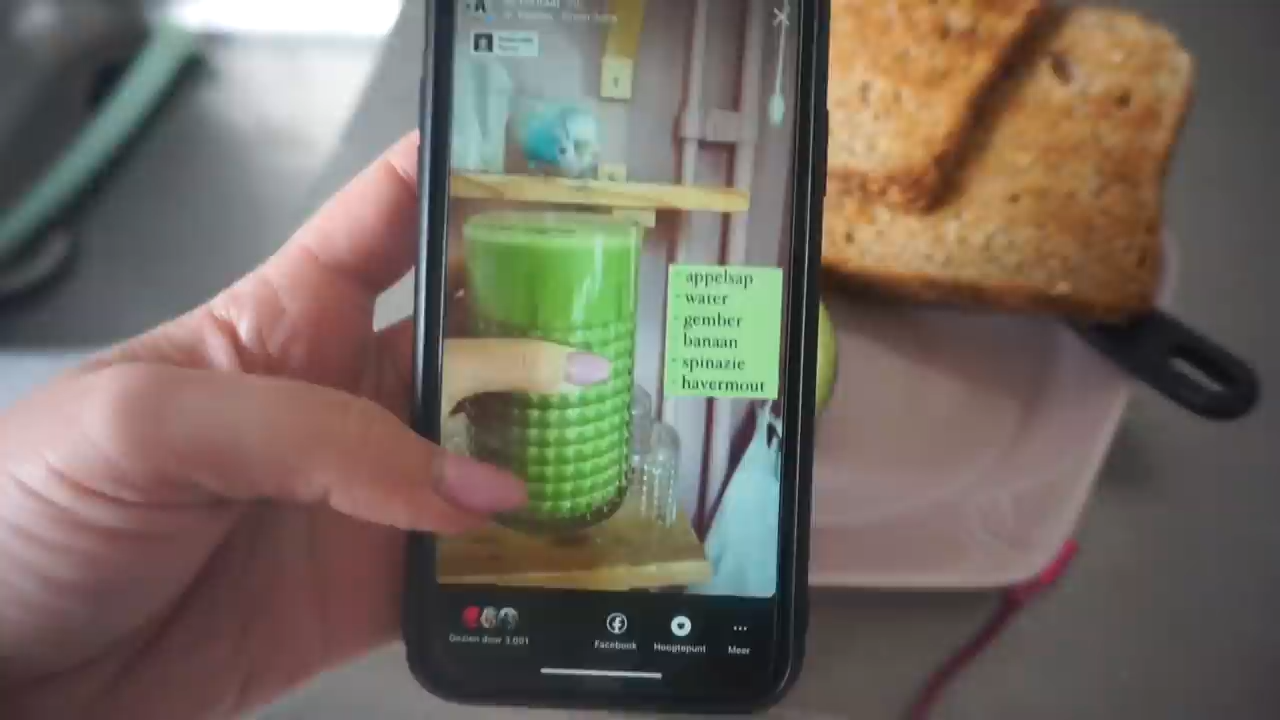 appelsap
- water
- gember
banaan
- spinazie
havermout
Gezien door 3.001
Facebook
Hoogtepunt
Meer